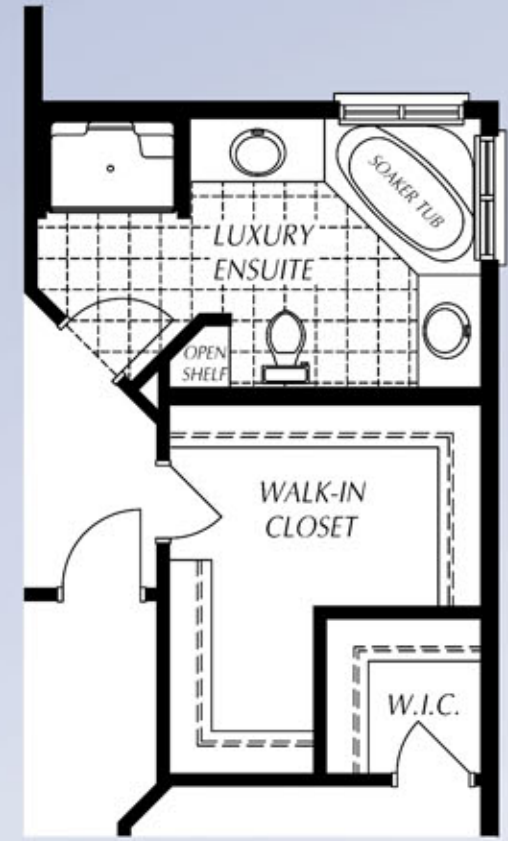 SOAKER TUB
LUXURY
ENSUITE
OPEN
SHELF
WALK-IN
CLOSET
W.I.C.